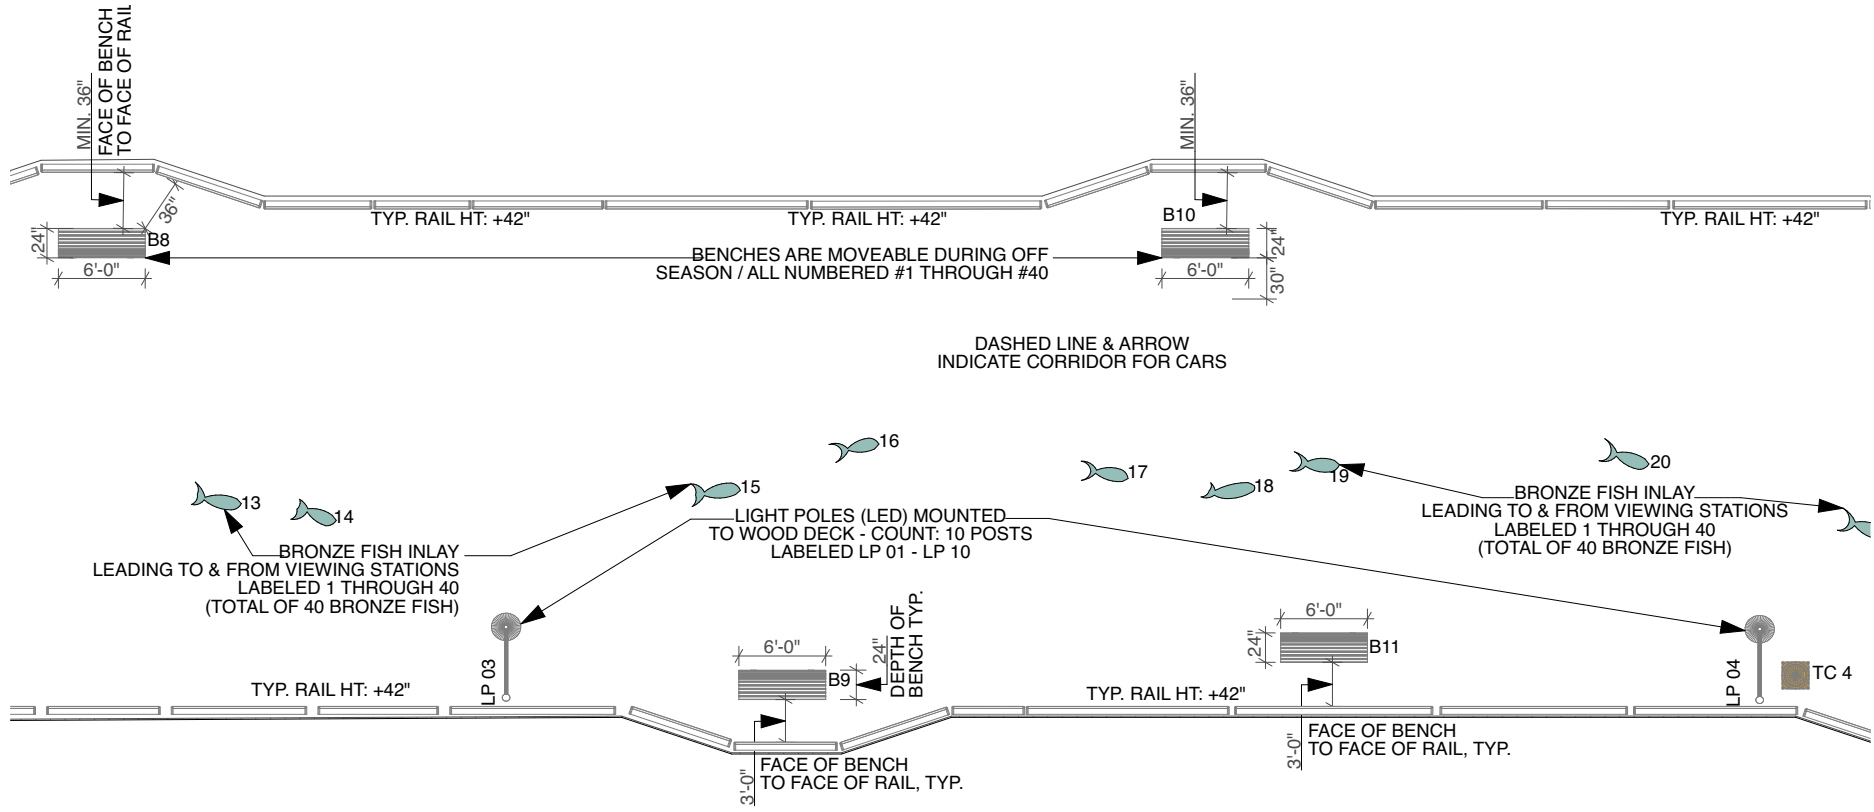 MIN. 36"
FACE OF BENCH
TO FACE OF RAIL
MIN. 36"
36"
TYP. RAIL HT: +42"
TYP. RAIL HT: +42"
TYP. RAIL HT: +42"
24"
B8
6'-0"
BENCHES ARE MOVEABLE DURING OFF
SEASON / ALL NUMBERED #1 THROUGH #40
B10
24"
6'-0"
30"
DASHED LINE & ARROW
INDICATE CORRIDOR FOR CARS
13
14
15
16
17
18
19
20
BRONZE FISH INLAY
LEADING TO & FROM VIEWING STATIONS
LABELED 1 THROUGH 40
(TOTAL OF 40 BRONZE FISH)
LIGHT POLES (LED) MOUNTED
TO WOOD DECK - COUNT: 10 POSTS
LABELED LP 01 - LP 10
BRONZE FISH INLAY
LEADING TO & FROM VIEWING STATIONS
LABELED 1 THROUGH 40
(TOTAL OF 40 BRONZE FISH)
LP 03
TYP. RAIL HT: +42"
6'-0"
B9
24"
DEPTH OF
BENCH TYP.
3'-0"
FACE OF BENCH
TO FACE OF RAIL, TYP.
TYP. RAIL HT: +42"
6'-0"
24"
B11
3'-0"
FACE OF BENCH
TO FACE OF RAIL, TYP.
LP 04
TC 4